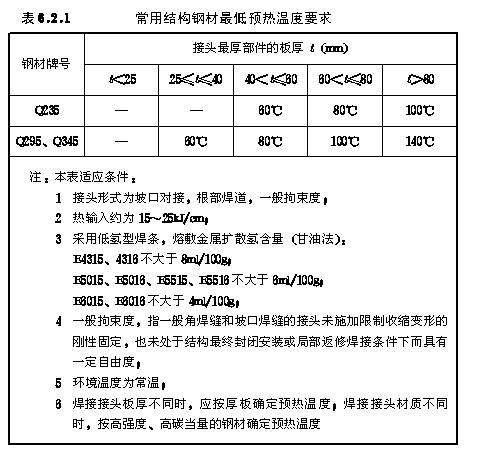 表 6.2.1 常用结构钢材最低预热温度要求
钢材牌号 接头最厚部件的板厚 t (mm)
t<25 25≤t≤40 40<t≤60 60<t≤80 t>80
Q235 — — 60℃ 80℃ 100℃
Q295、Q345 — 60℃ 80℃ 100℃ 140℃
注：本表适应条件：
1 接头形式为坡口对接，根部焊道，一般拘束度；
2 热输入约为 15～25kJ/cm；
3 采用低氢型焊条，熔敷金属扩散氢含量（甘油法）：
E4315、4316 不大于 8ml/100g；
E5015、E5016、E5515、E5516 不大于 6ml/100g；
E6015、E6016 不大于 4ml/100g；
4 一般拘束度，指一般角焊缝和坡口焊缝的接头未施加限制收缩变形的
刚性固定，也未处于结构最终封闭安装或局部返修焊接条件下而具有
一定自由度；
5 环境温度为常温；
6 焊接接头板厚不同时，应按厚板确定预热温度；焊接接头材质不同
时，按高强度、高碳当量的钢材确定预热温度